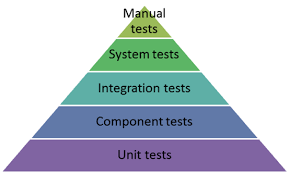 Manual
tests
System tests
Integration tests
Component tests
Unit tests